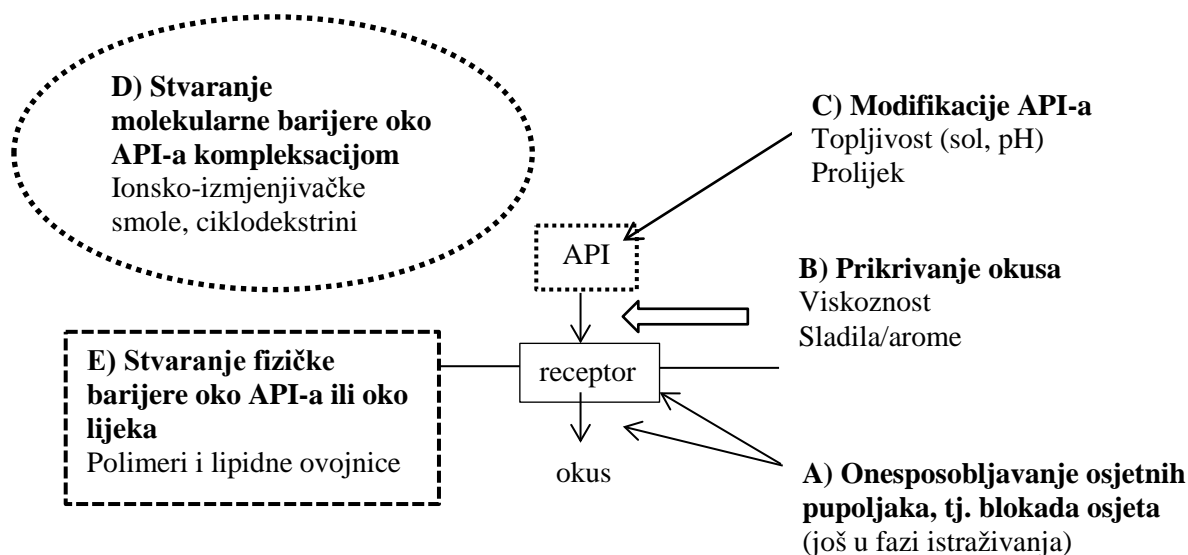 D) Stvaranje
molekularne barijere oko
API-a kompleksacijom
Ionsko-izmjenjivačke
smole, ciklodekstrini
C) Modifikacije API-a
Topljivost (sol, pH)
Prolijek
API
B) Prikrivanje okusa
Viskoznost
Sladila/arome
E) Stvaranje fizičke
barijere oko API-a ili oko
lijeka
Polimeri i lipidne ovojnice
receptor
okus
A) Onesposobljavanje osjetnih
pupoljaka, tj. blokada osjeta
(još u fazi istraživanja)